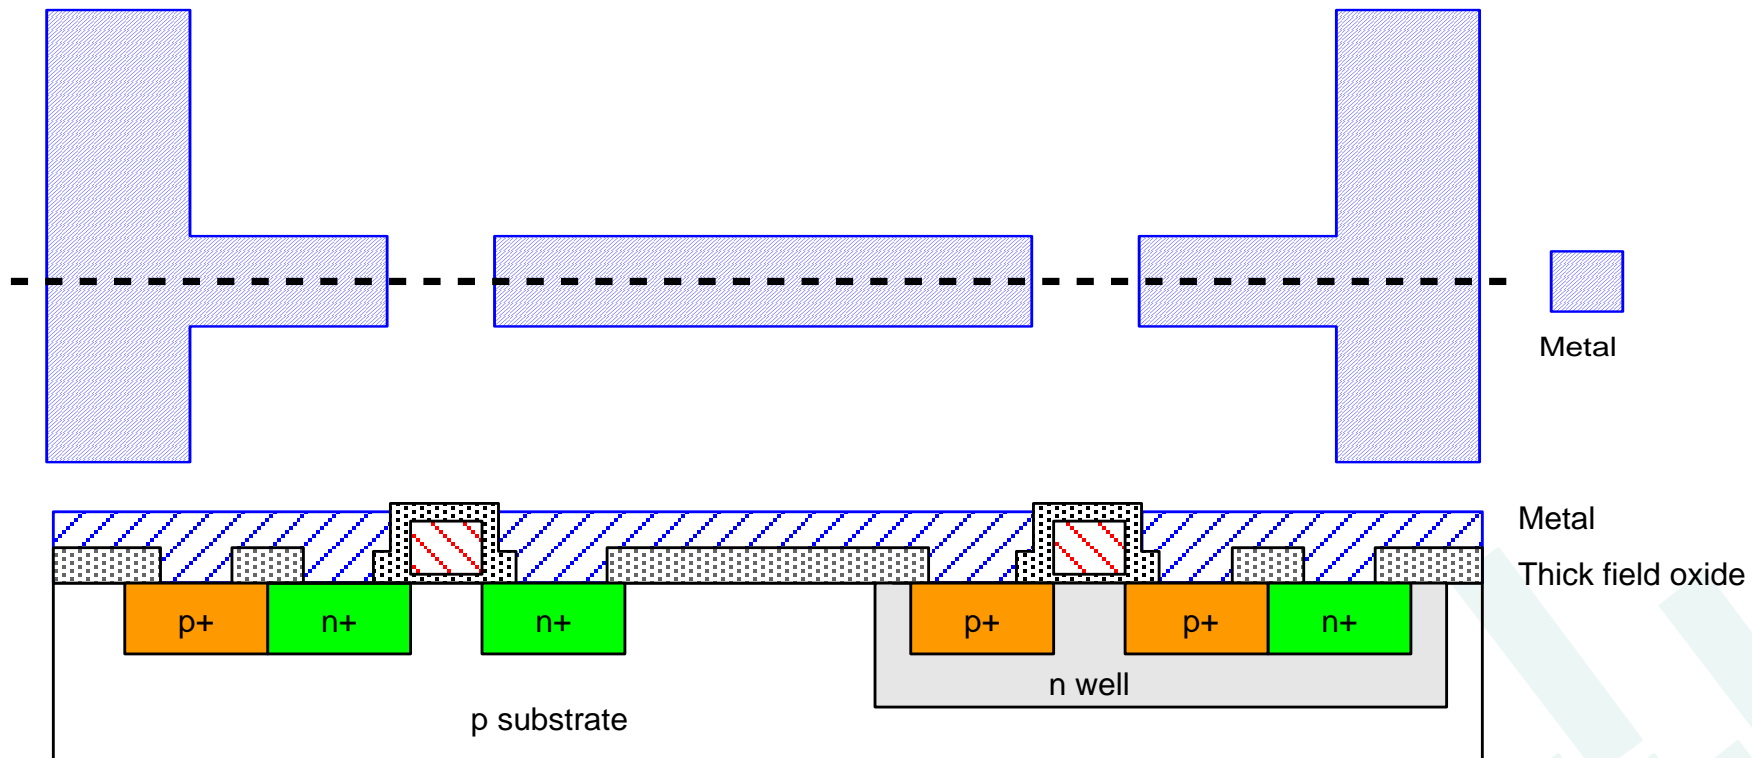 Metal
Metal
Thick field oxide
p+
n+
n+
p+
p+
n+
n well
p substrate